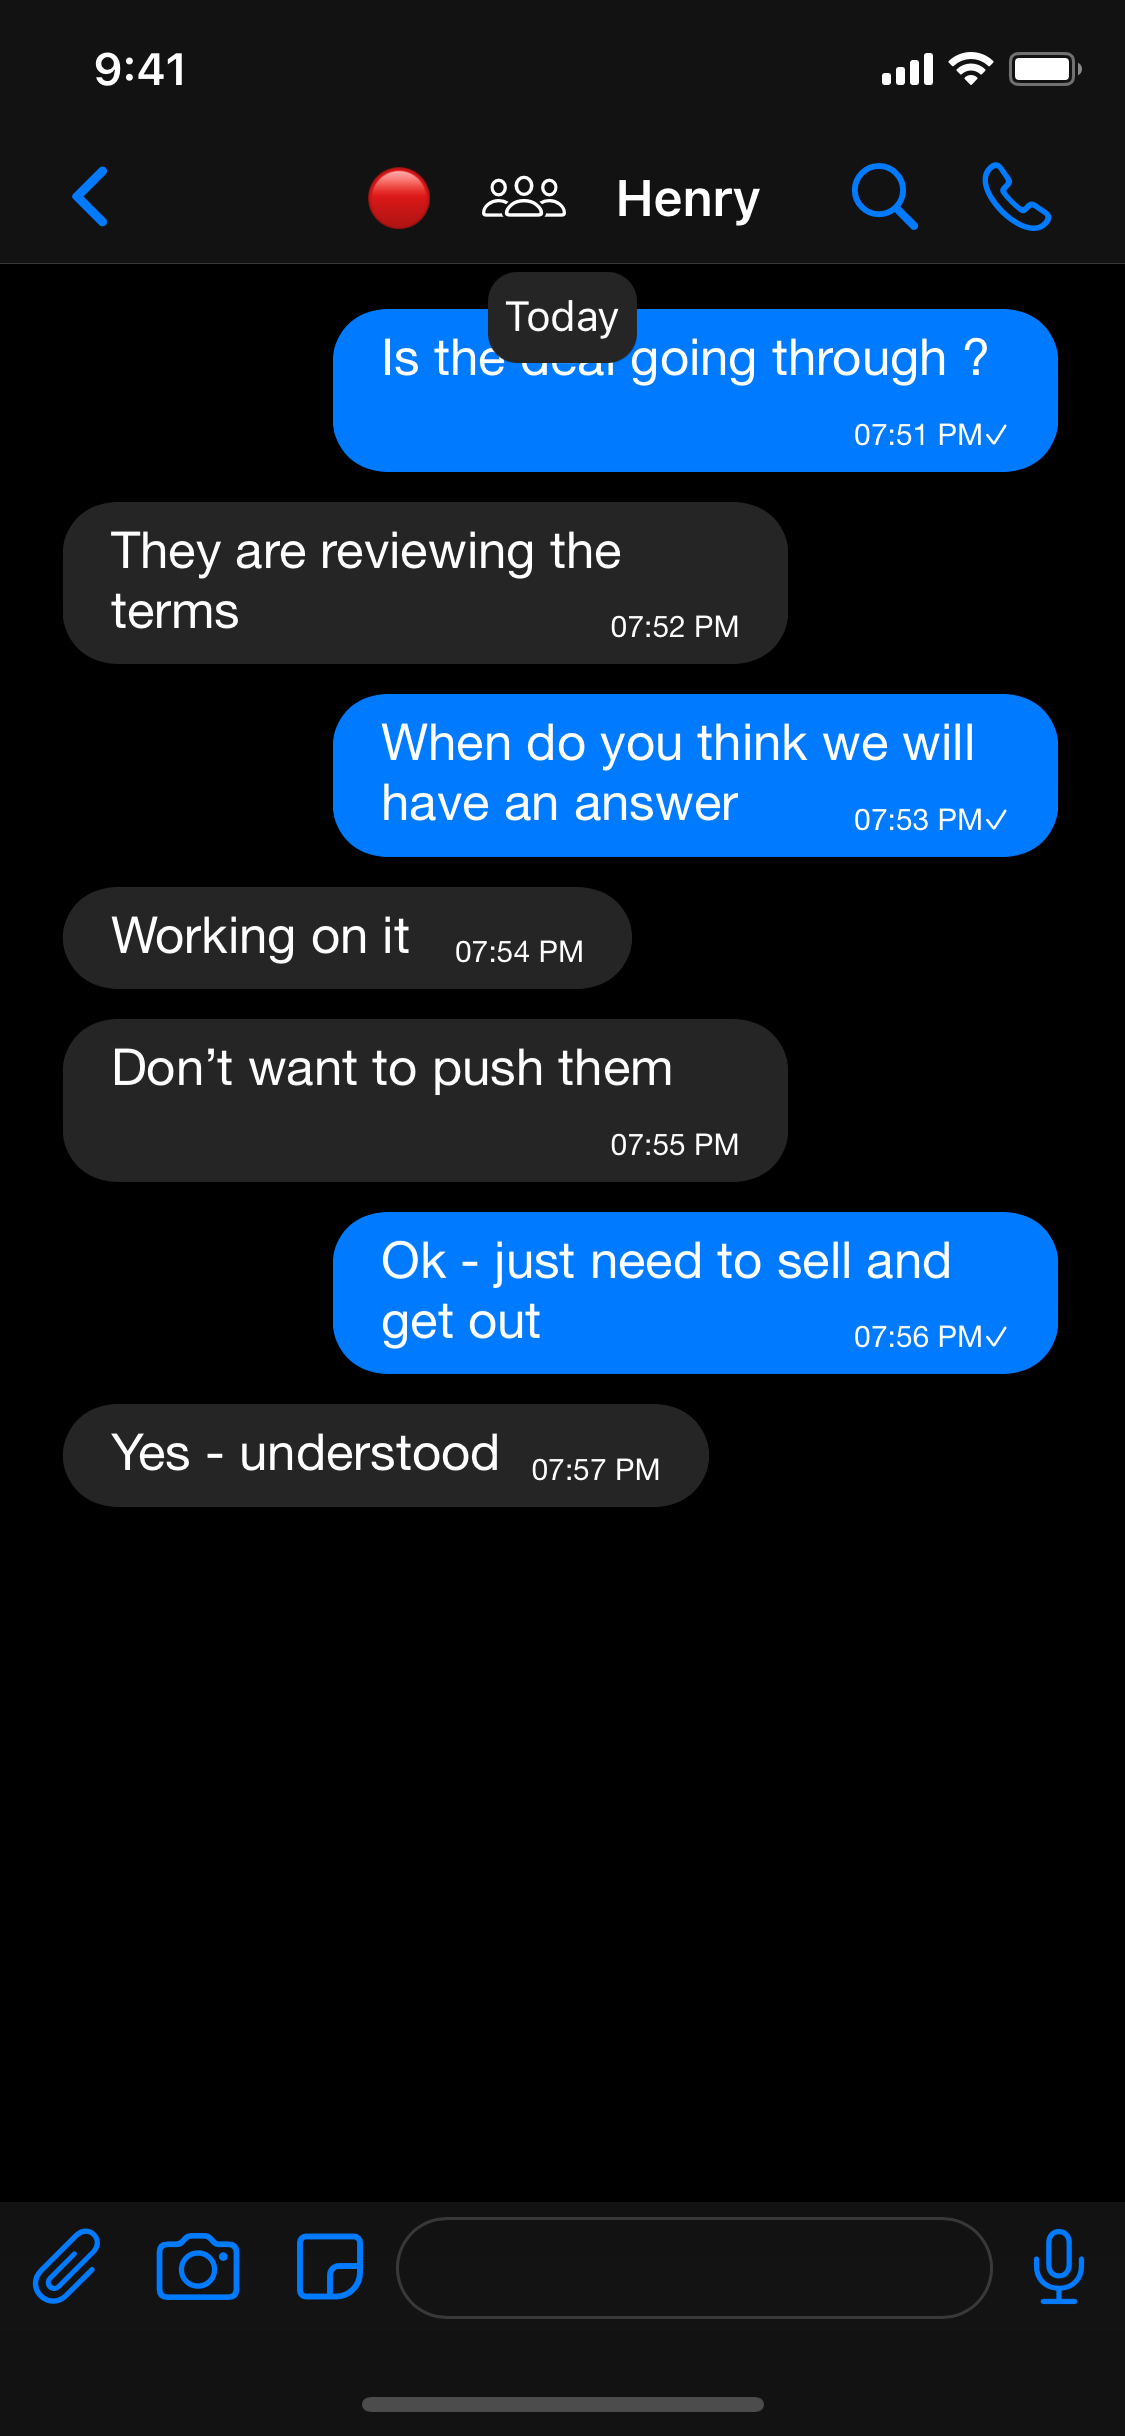 9:41
Henry
Today
Is the deal going through ?
07:51 PM✓
They are reviewing the
terms
07:52 PM
When do you think we will
have an answer
07:53 PM✓
Working on it
07:54 PM
Don’t want to push them
07:55 PM
Ok - just need to sell and
get out
07:56 PM✓
Yes - understood
07:57 PM